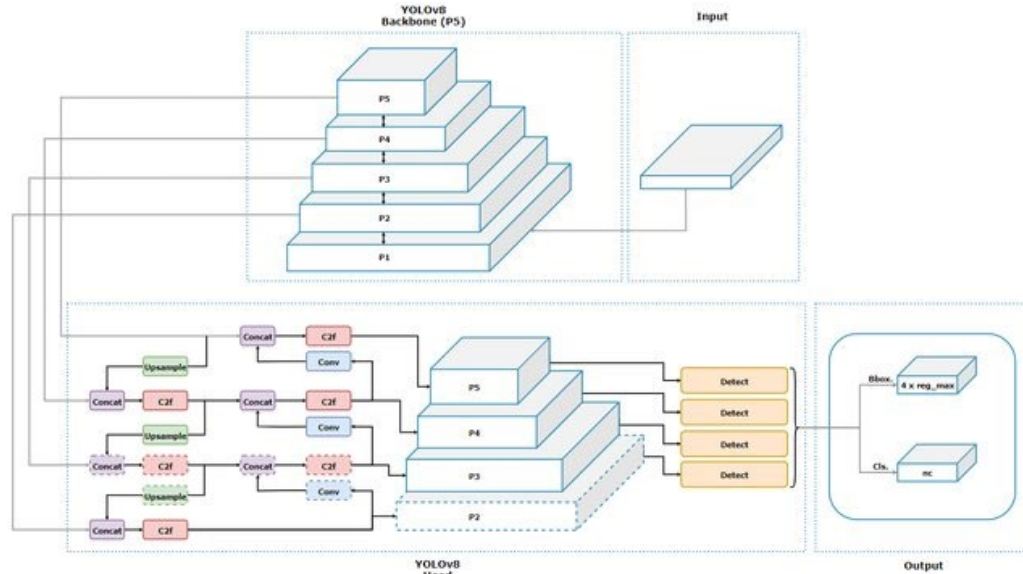 YOLOv8
Backbone (P5)
Input
P5
P4
P3
P2
P1
Concat
C2f
Conv
Upsample
Concat
C2f
Concat
C2f
Conv
Upsample
Concat
C2f
Concat
C2f
Conv
Upsample
Concat
C2f
P5
P4
P3
P2
Detect
Detect
Detect
Detect
Bbox.
4 x reg_max
Cls.
nc
YOLOv8
Head
Output